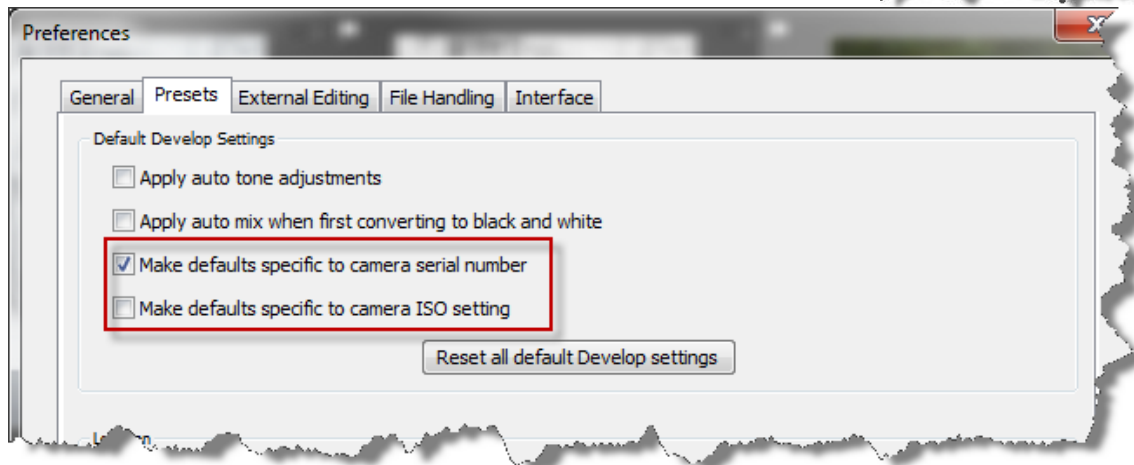 Preferences
General Presets External Editing File Handling Interface
Default Develop Settings
Apply auto tone adjustments
Apply auto mix when first converting to black and white
Make defaults specific to camera serial number
Make defaults specific to camera ISO setting
Reset all default Develop settings